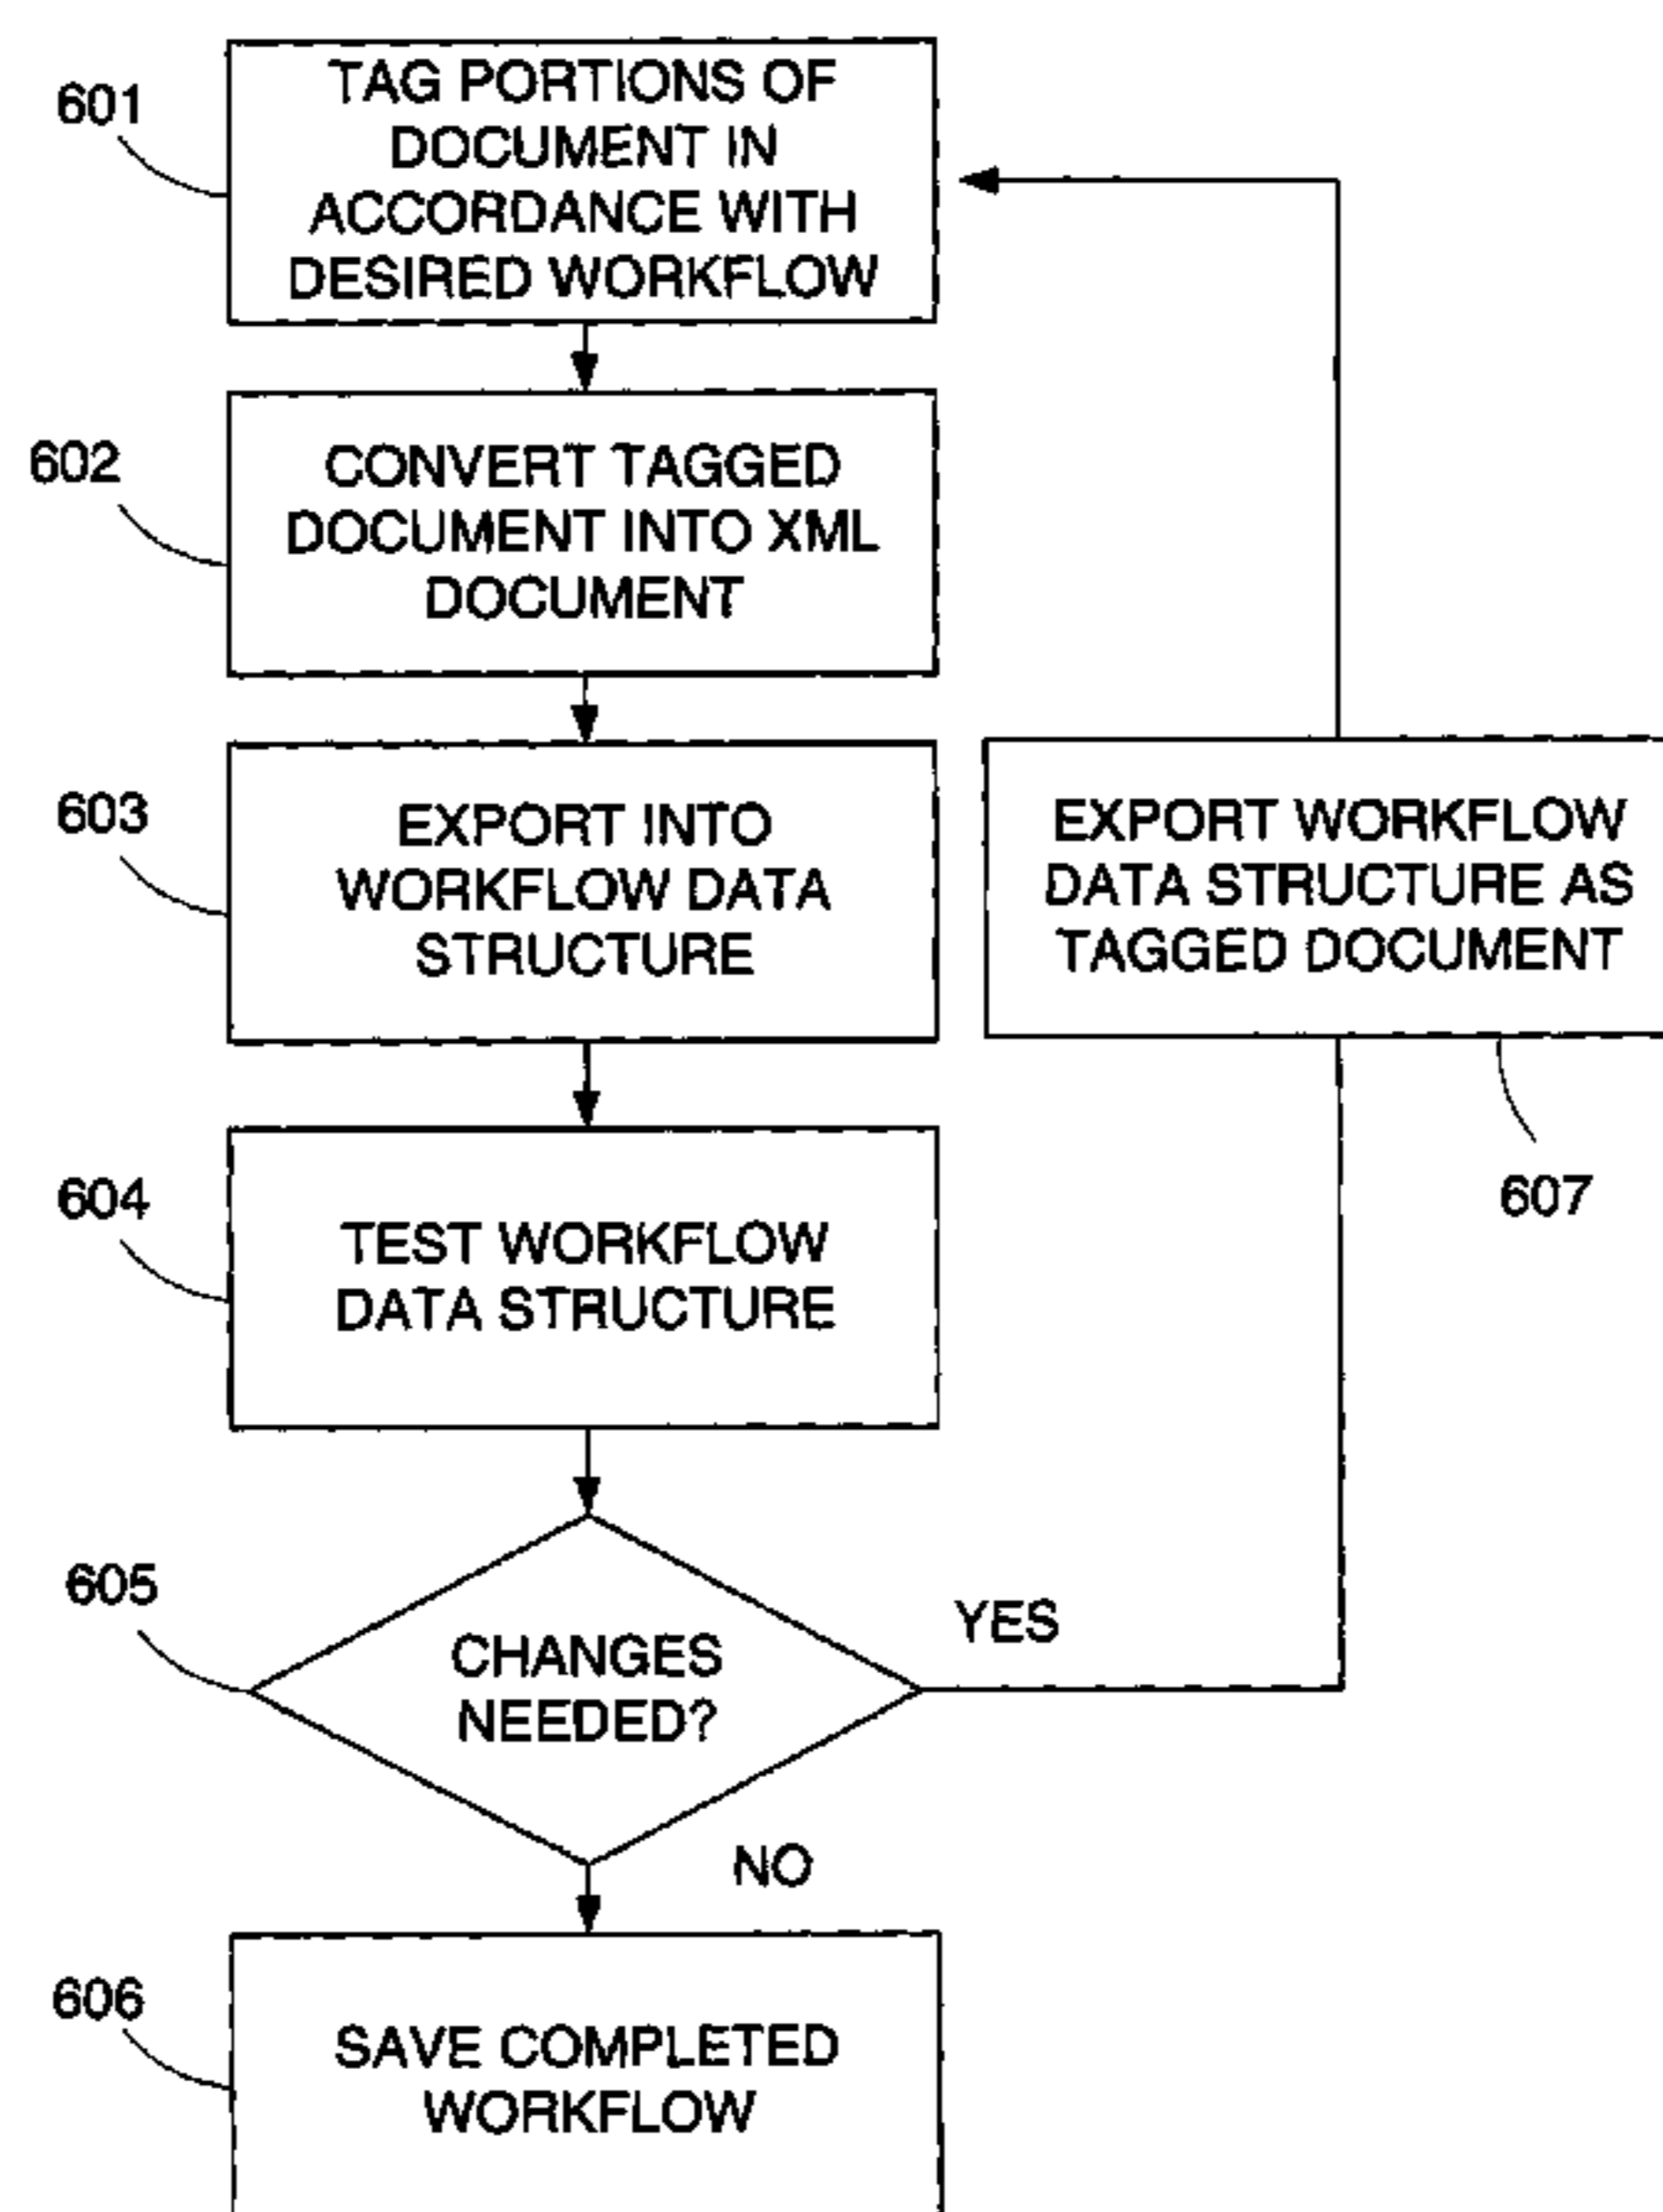 601
TAG PORTIONS OF
DOCUMENT IN
ACCORDANCE WITH
DESIRED WORKFLOW
602
CONVERT TAGGED
DOCUMENT INTO XML
DOCUMENT
603
EXPORT INTO
WORKFLOW DATA
STRUCTURE
EXPORT WORKFLOW
DATA STRUCTURE AS
TAGGED DOCUMENT
607
604
TEST WORKFLOW
DATA STRUCTURE
605
CHANGES
NEEDED?
YES
NO
606
SAVE COMPLETED
WORKFLOW